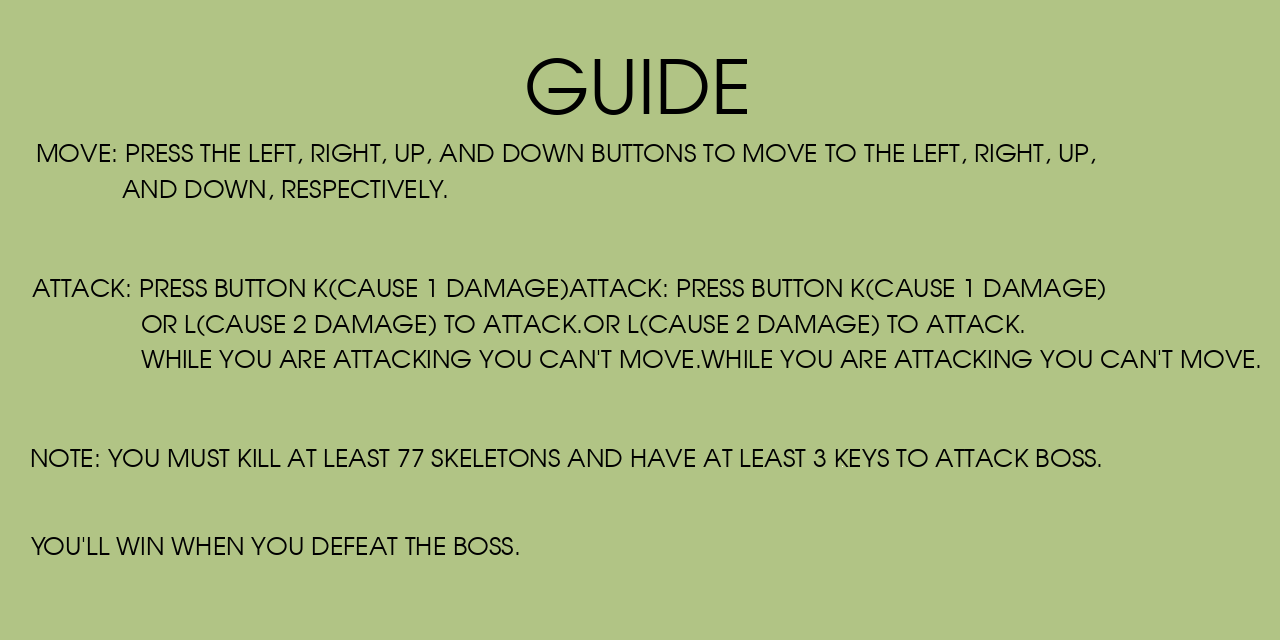 GUIDE
MOVE: PRESS THE LEFT, RIGHT, UP, AND DOWN BUTTONS TO MOVE TO THE LEFT, RIGHT, UP,
AND DOWN, RESPECTIVELY.
ATTACK: PRESS BUTTON K(CAUSE 1 DAMAGE)ATTACK: PRESS BUTTON K(CAUSE 1 DAMAGE)
OR L(CAUSE 2 DAMAGE) TO ATTACK.OR L(CAUSE 2 DAMAGE) TO ATTACK.
WHILE YOU ARE ATTACKING YOU CAN'T MOVE.WHILE YOU ARE ATTACKING YOU CAN'T MOVE.
NOTE: YOU MUST KILL AT LEAST 77 SKELETONS AND HAVE AT LEAST 3 KEYS TO ATTACK BOSS.
YOU'LL WIN WHEN YOU DEFEAT THE BOSS.